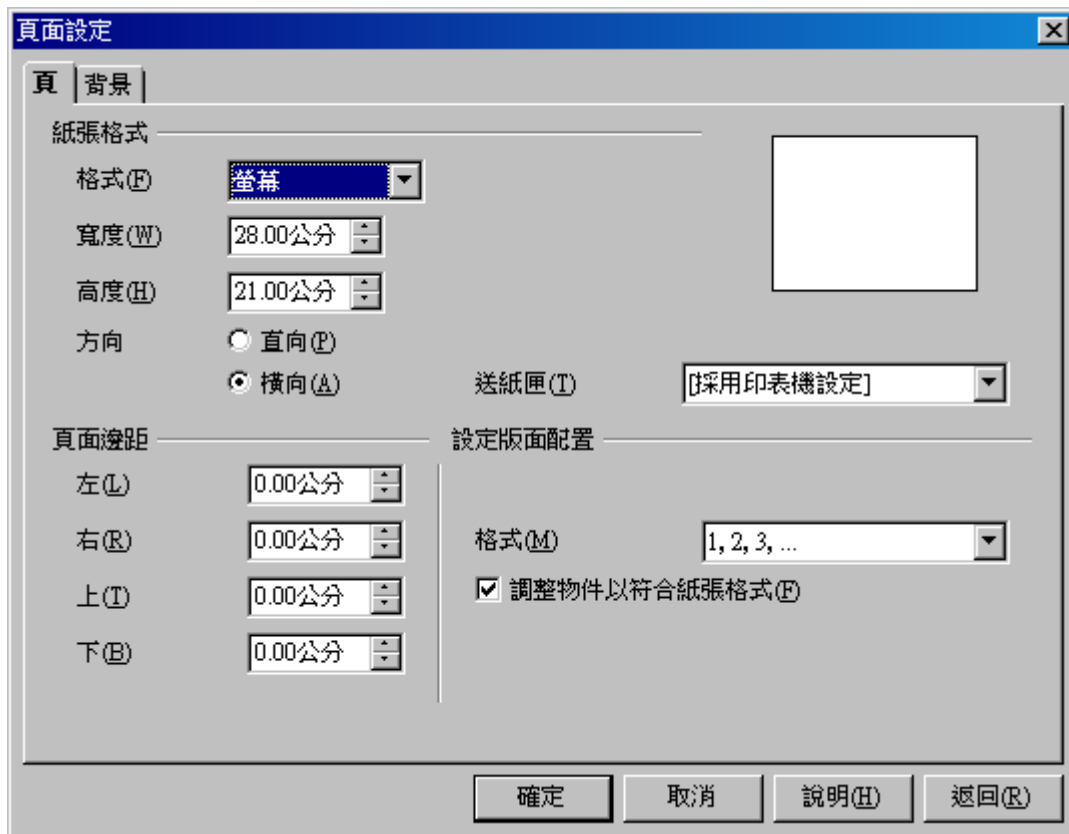 頁面設定
頁 背景
紙張格式
格式(F) 螢幕
寬度(W) 28.00公分
高度(H) 21.00公分
方向 直向(P)
橫向(A) 送紙匣(T) [採用印表機設定]
頁面邊距 設定版面配置
左(L) 0.00公分
右(R) 0.00公分 格式(M) 1, 2, 3, ...
上(T) 0.00公分 調整物件以符合紙張格式(F)
下(B) 0.00公分
確定 取消 說明(H) 返回(R)